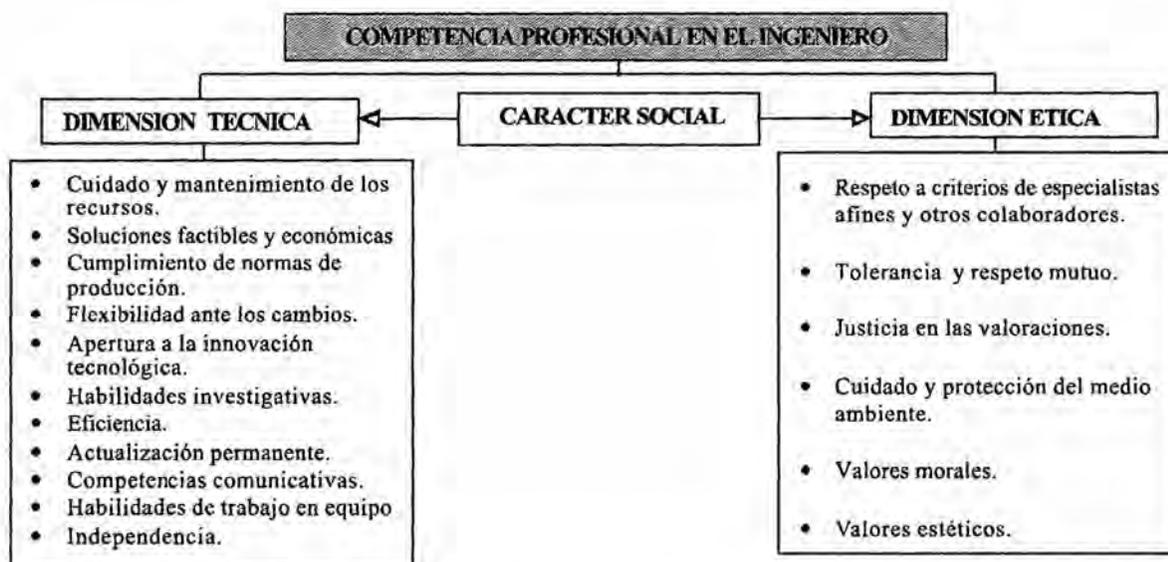 COMPETENCIA PROFESIONAL EN EL INGENIERO
DIMENSION TECNICA
CARACTER SOCIAL
DIMENSION ETICA
• Cuidado y mantenimiento de los
recursos.
• Soluciones factibles y económicas
• Cumplimiento de normas de
producción.
• Flexibilidad ante los cambios.
• Apertura a la innovación
tecnológica.
• Habilidades investigativas.
• Eficiencia.
• Actualización permanente.
• Competencias comunicativas.
• Habilidades de trabajo en equipo
• Independencia.
• Respeto a criterios de especialistas
afines y otros colaboradores.
• Tolerancia y respeto mutuo.
• Justicia en las valoraciones.
• Cuidado y protección del medio
ambiente.
• Valores morales.
• Valores estéticos.